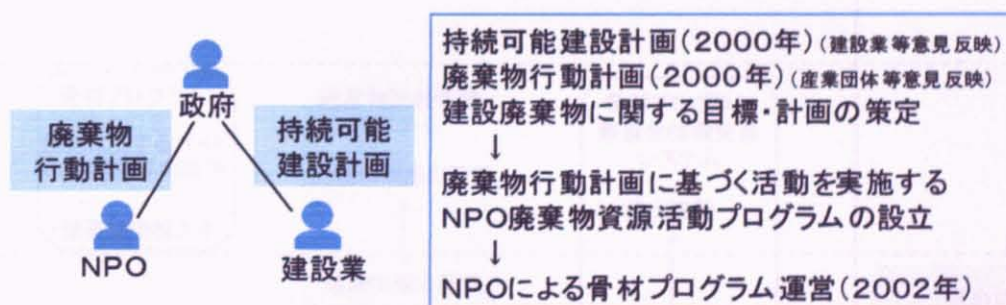 政府
廃棄物
行動計画
持続可能
建設計画
NPO
建設業
持続可能建設計画(2000年)(建設業等意見反映)
廃棄物行動計画(2000年)(産業団体等意見反映)
建設廃棄物に関する目標・計画の策定
↓
廃棄物行動計画に基づく活動を実施する
NPO廃棄物資源活動プログラムの設立
↓
NPOによる骨材プログラム運営(2002年)